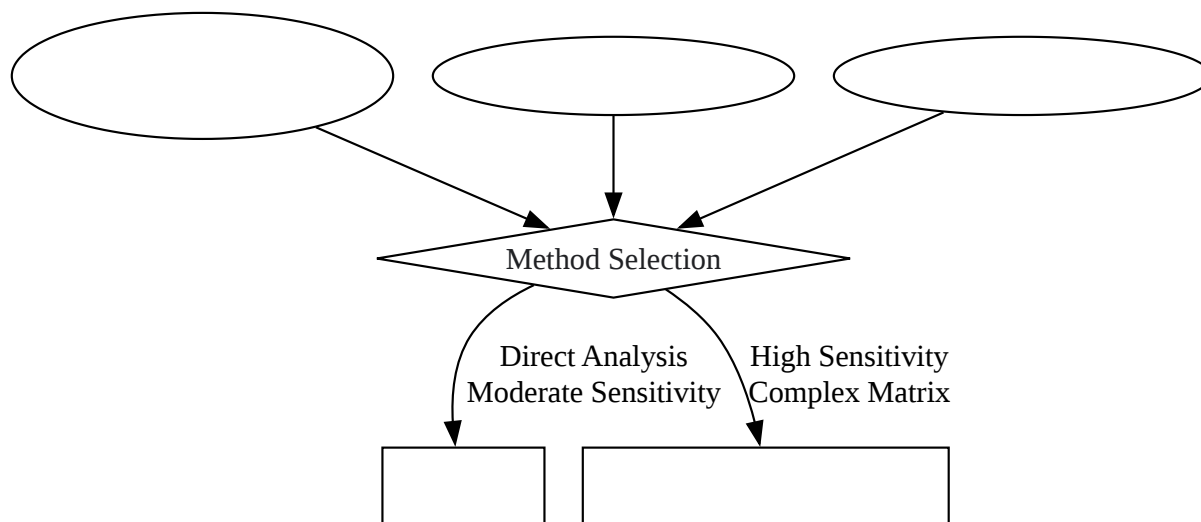 Method Selection
Direct Analysis
Moderate Sensitivity
High Sensitivity
Complex Matrix